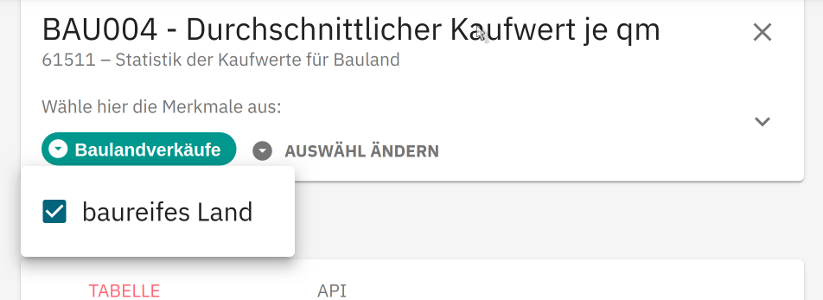 BAU004 - Durchschnittlicher Kaufwert je qm
61511 – Statistik der Kaufwerte für Bauland
Wähle hier die Merkmale aus:
Baulandverkäufe AUSWÄHL ÄNDERN
baureifes Land
TABELLE API